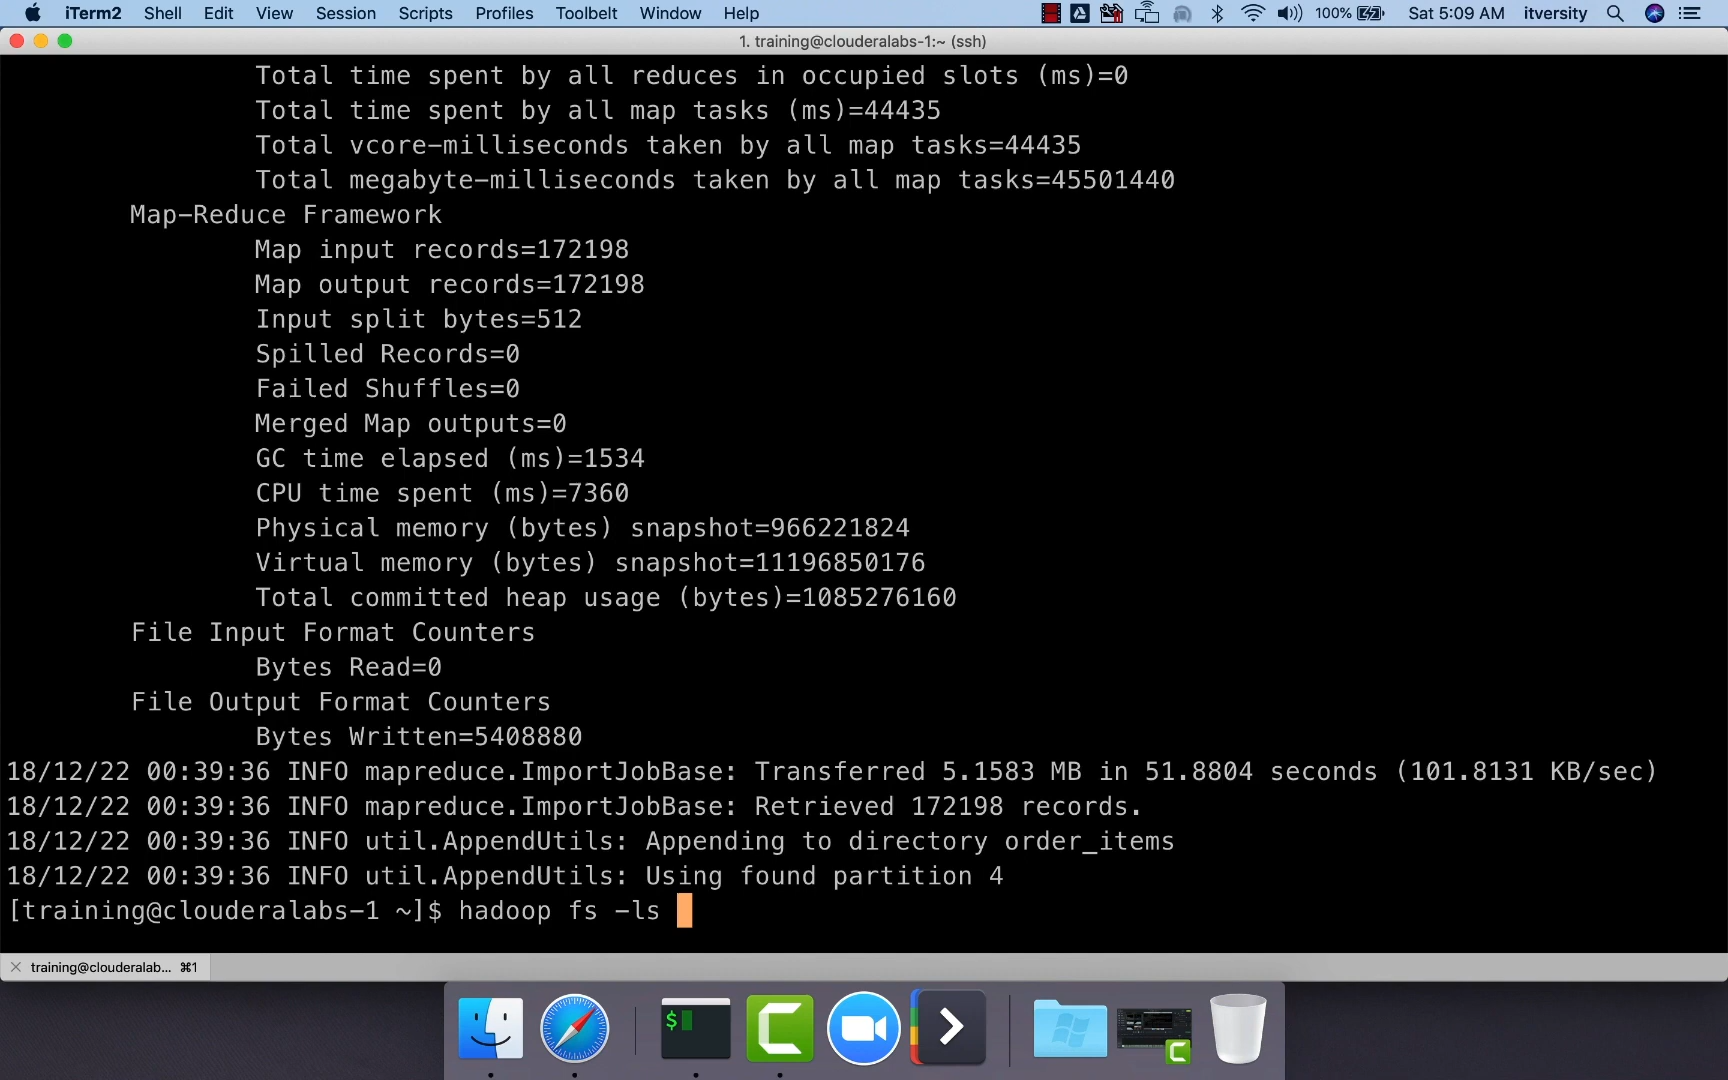 iTerm2 Shell Edit View Session Scripts Profiles Toolbelt Window Help 100% Sat 5:09 AM itversity
1. training@clouderalabs-1:~ (ssh)
Total time spent by all reduces in occupied slots (ms)=0
Total time spent by all map tasks (ms)=44435
Total vcore-milliseconds taken by all map tasks=44435
Total megabyte-milliseconds taken by all map tasks=45501440
Map-Reduce Framework
Map input records=172198
Map output records=172198
Input split bytes=512
Spilled Records=0
Failed Shuffles=0
Merged Map outputs=0
GC time elapsed (ms)=1534
CPU time spent (ms)=7360
Physical memory (bytes) snapshot=966221824
Virtual memory (bytes) snapshot=11196850176
Total committed heap usage (bytes)=1085276160
File Input Format Counters
Bytes Read=0
File Output Format Counters
Bytes Written=5408880
18/12/22 00:39:36 INFO mapreduce.ImportJobBase: Transferred 5.1583 MB in 51.8804 seconds (101.8131 KB/sec)
18/12/22 00:39:36 INFO mapreduce.ImportJobBase: Retrieved 172198 records.
18/12/22 00:39:36 INFO util.AppendUtils: Appending to directory order_items
18/12/22 00:39:36 INFO util.AppendUtils: Using found partition 4
[training@clouderalabs-1 ~]$ hadoop fs -ls
training@clouderalab... ⌘1
$